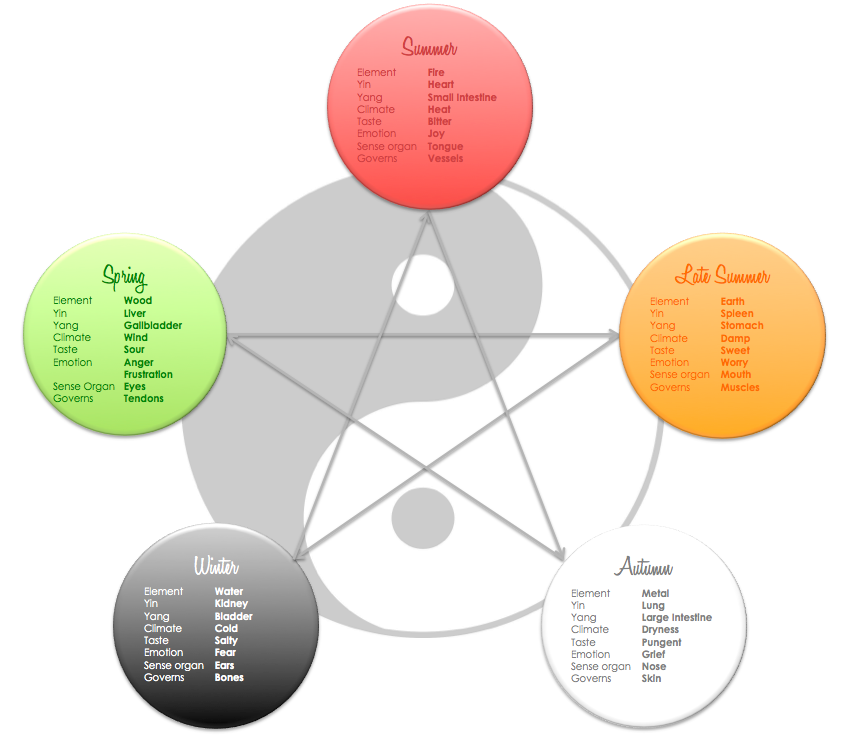 Summer
Element Fire
Yin Heart
Yang Small Intestine
Climate Heat
Taste Bitter
Emotion Joy
Sense organ Tongue
Governs Vessels
Spring
Element Wood
Yin Liver
Yang Gallbladder
Climate Wind
Taste Sour
Emotion Anger
Frustration
Sense Organ Eyes
Governs Tendons
Late Summer
Element Earth
Yin Spleen
Yang Stomach
Climate Damp
Taste Sweet
Emotion Worry
Sense organ Mouth
Governs Muscles
Winter
Element Water
Yin Kidney
Yang Bladder
Climate Cold
Taste Salty
Emotion Fear
Sense organ Ears
Governs Bones
Autumn
Element Metal
Yin Lung
Yang Large Intestine
Climate Dryness
Taste Pungent
Emotion Grief
Sense organ Nose
Governs Skin